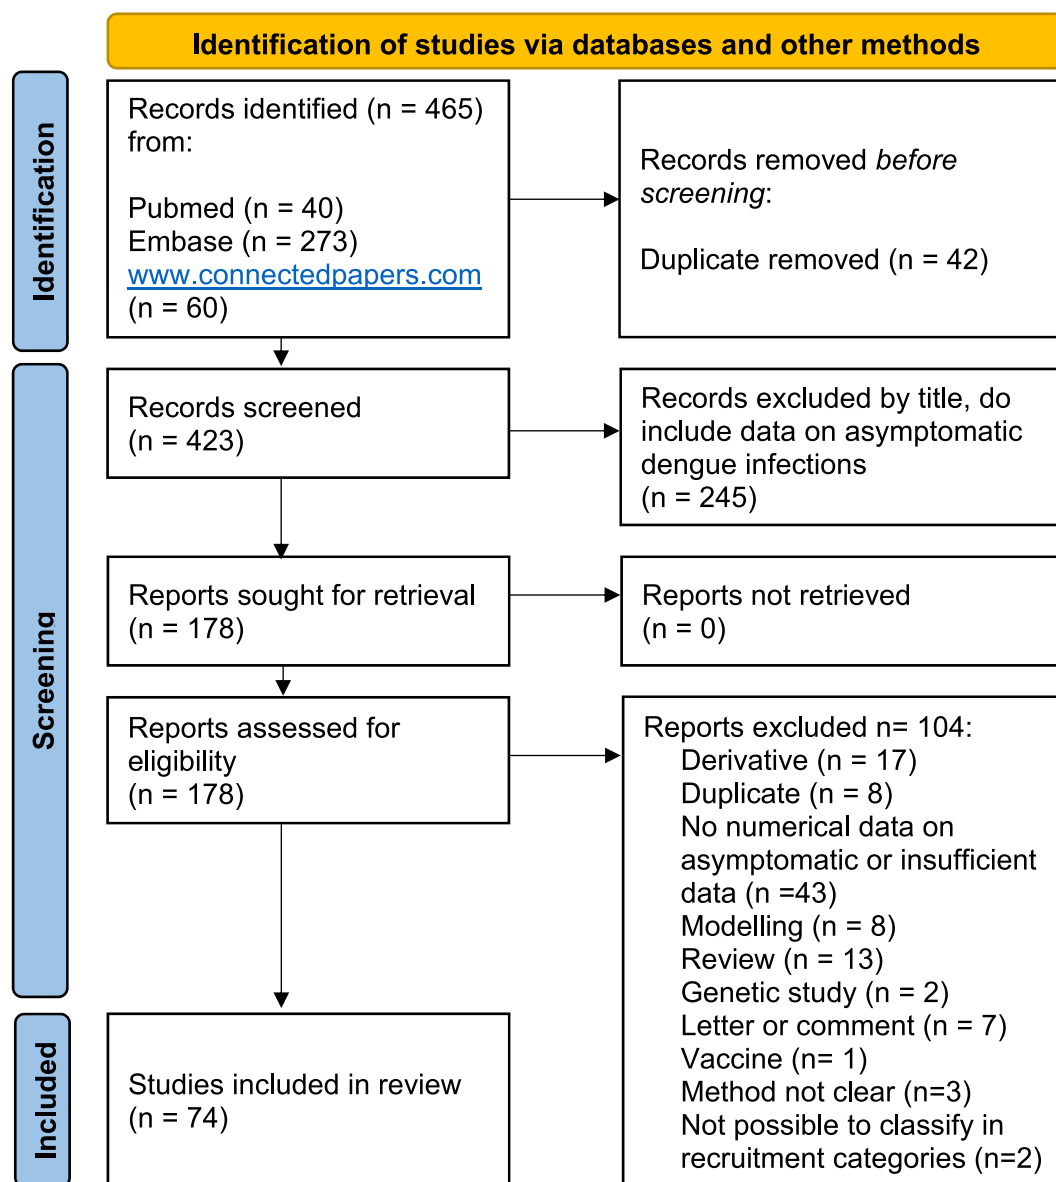 Identification of studies via databases and other methods
Identification
Records identified (n = 465)
from:
Pubmed (n = 40)
Embase (n = 273)
www.connectedpapers.com
(n = 60)
Records removed before
screening:
Duplicate removed (n = 42)
Screening
Records screened
(n = 423)
Records excluded by title, do
include data on asymptomatic
dengue infections
(n = 245)
Reports sought for retrieval
(n = 178)
Reports not retrieved
(n = 0)
Reports assessed for
eligibility
(n = 178)
Reports excluded n= 104:
Derivative (n = 17)
Duplicate (n = 8)
No numerical data on
asymptomatic or insufficient
data (n =43)
Modelling (n = 8)
Review (n = 13)
Genetic study (n = 2)
Letter or comment (n = 7)
Vaccine (n= 1)
Method not clear (n=3)
Not possible to classify in
recruitment categories (n=2)
Included
Studies included in review
(n = 74)